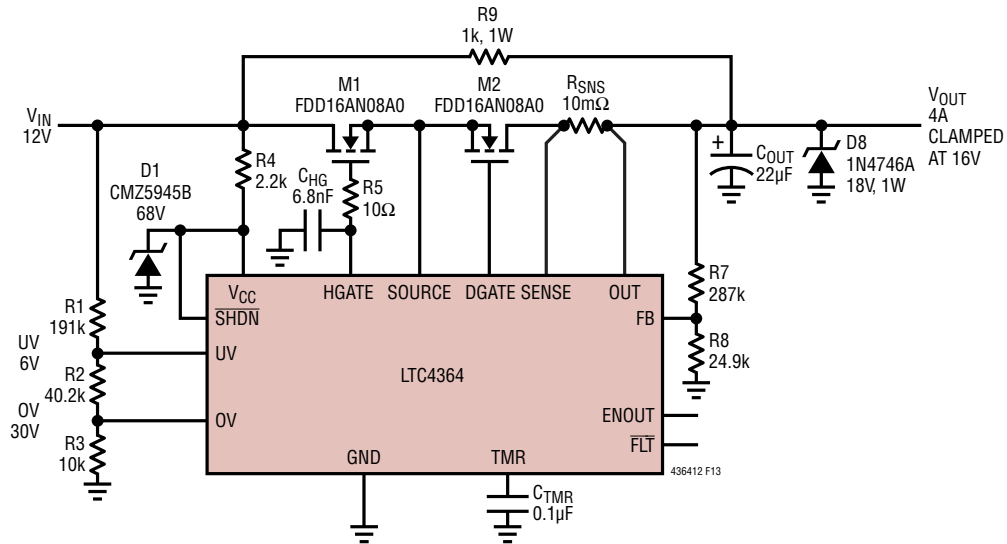 R9
1k, 1W
M1
FDD16AN08A0
M2
FDD16AN08A0
RSNS
10mΩ
VIN
12V
VOUT
4A
CLAMPED
AT 16V
R4
2.2k
D1
CMZ5945B
68V
CHG
6.8nF
R5
10Ω
+
COUT
22µF
D8
1N4746A
18V, 1W
VCC
HGATE
SOURCE
DGATE
SENSE
OUT
SHDN
R7
287k
FB
R8
24.9k
R1
191k
UV
6V
UV
R2
40.2k
LTC4364
OV
30V
OV
ENOUT
FLT
R3
10k
GND
TMR
436412 F13
CTMR
0.1µF